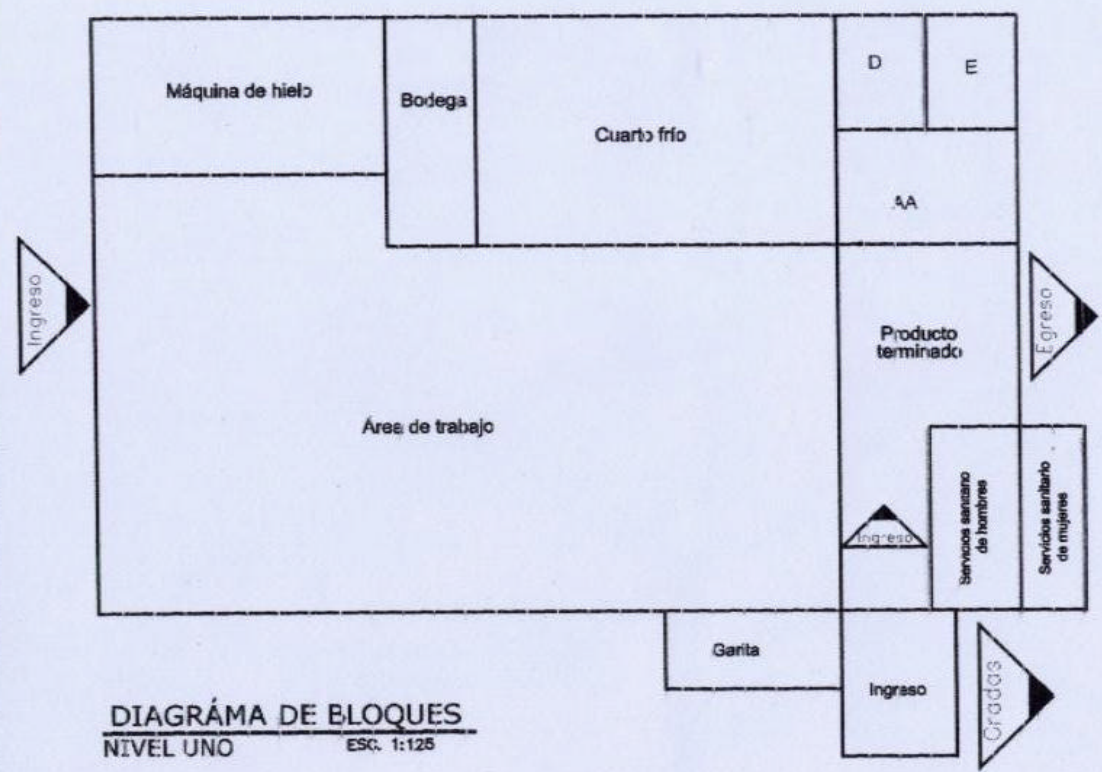 Máquina de hielo
Bodega
Cuarto frío
D
E
AA
Ingreso
Egreso
Producto
terminado
Área de trabajo
Ingreso
Servicios sanitario
de hombres
Servicios sanitario
de mujeres
Garita
Ingreso
Gradas
DIAGRÁMA DE BLOQUES
NIVEL UNO
ESC. 1:125